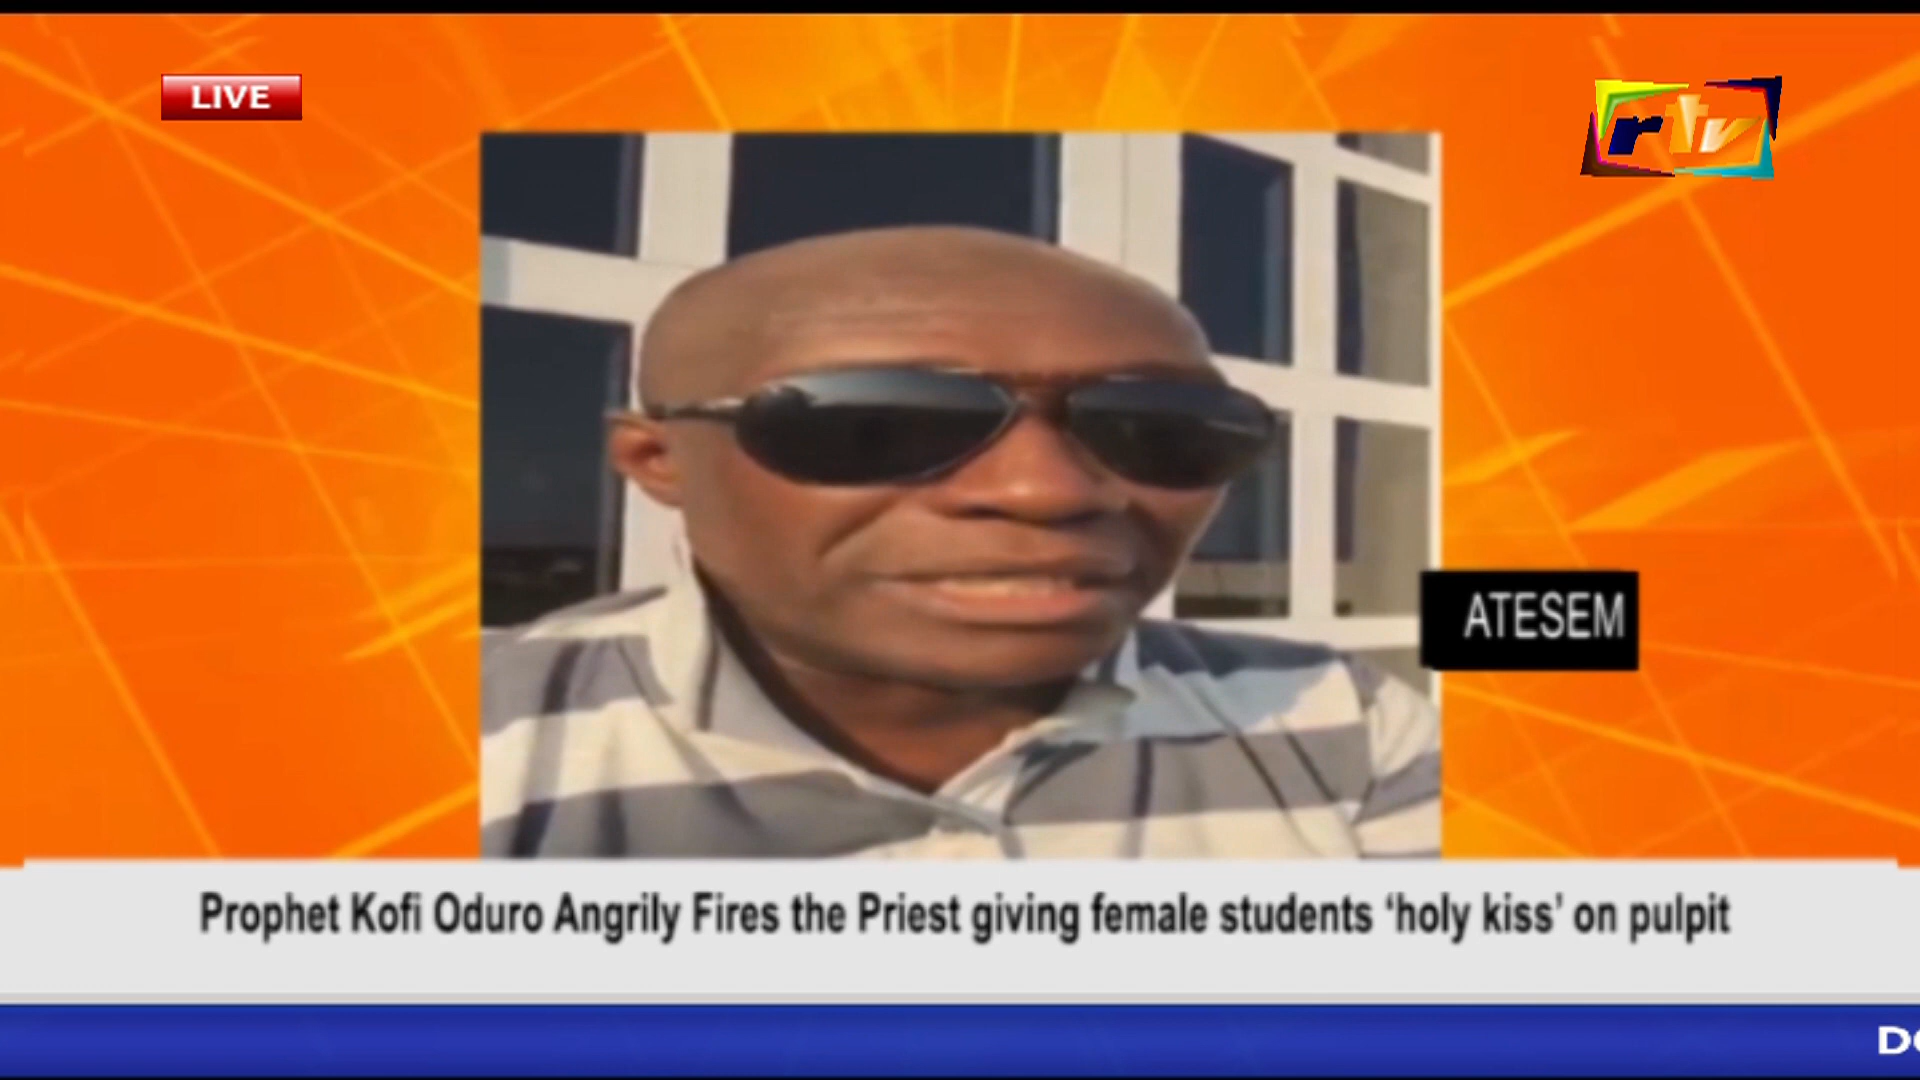 LIVE
rtv
ATESEM
Prophet Kofi Oduro Angrily Fires the Priest giving female students ‘holy kiss’ on pulpit